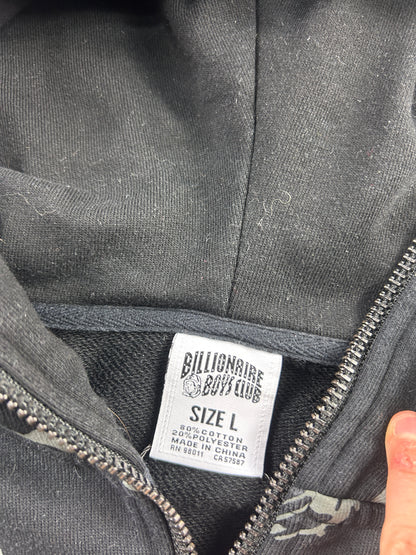 BILLIONAIRE
BOYS CLUB
SIZE L
80%COTTON
20%POLYESTER
MADE IN CHINA
RN 98011 CA57587